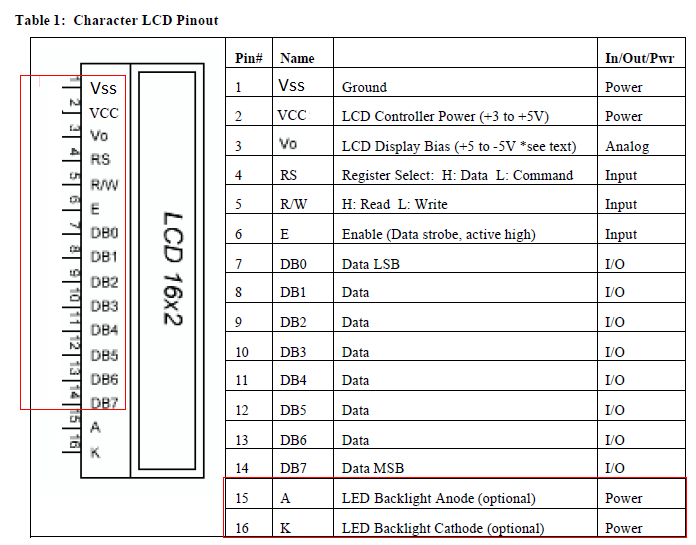 Table 1:  Character LCD Pinout
Pin# Name In/Out/Pwr
1 Vss Ground Power
2 VCC LCD Controller Power (+3 to +5V) Power
3 Vo LCD Display Bias (+5 to -5V *see text) Analog
4 RS Register Select:  H: Data  L: Command Input
5 R/W H: Read  L: Write Input
6 E Enable (Data strobe, active high) Input
7 DB0 Data LSB I/O
8 DB1 Data I/O
9 DB2 Data I/O
10 DB3 Data I/O
11 DB4 Data I/O
12 DB5 Data I/O
13 DB6 Data I/O
14 DB7 Data MSB I/O
15 A LED Backlight Anode (optional) Power
16 K LED Backlight Cathode (optional) Power
1 Vss
2 VCC
3 Vo
4 RS
5 R/W
6 E
7 DB0
8 DB1
9 DB2
10 DB3
11 DB4
12 DB5
13 DB6
14 DB7
15 A
16 K
LCD 16x2